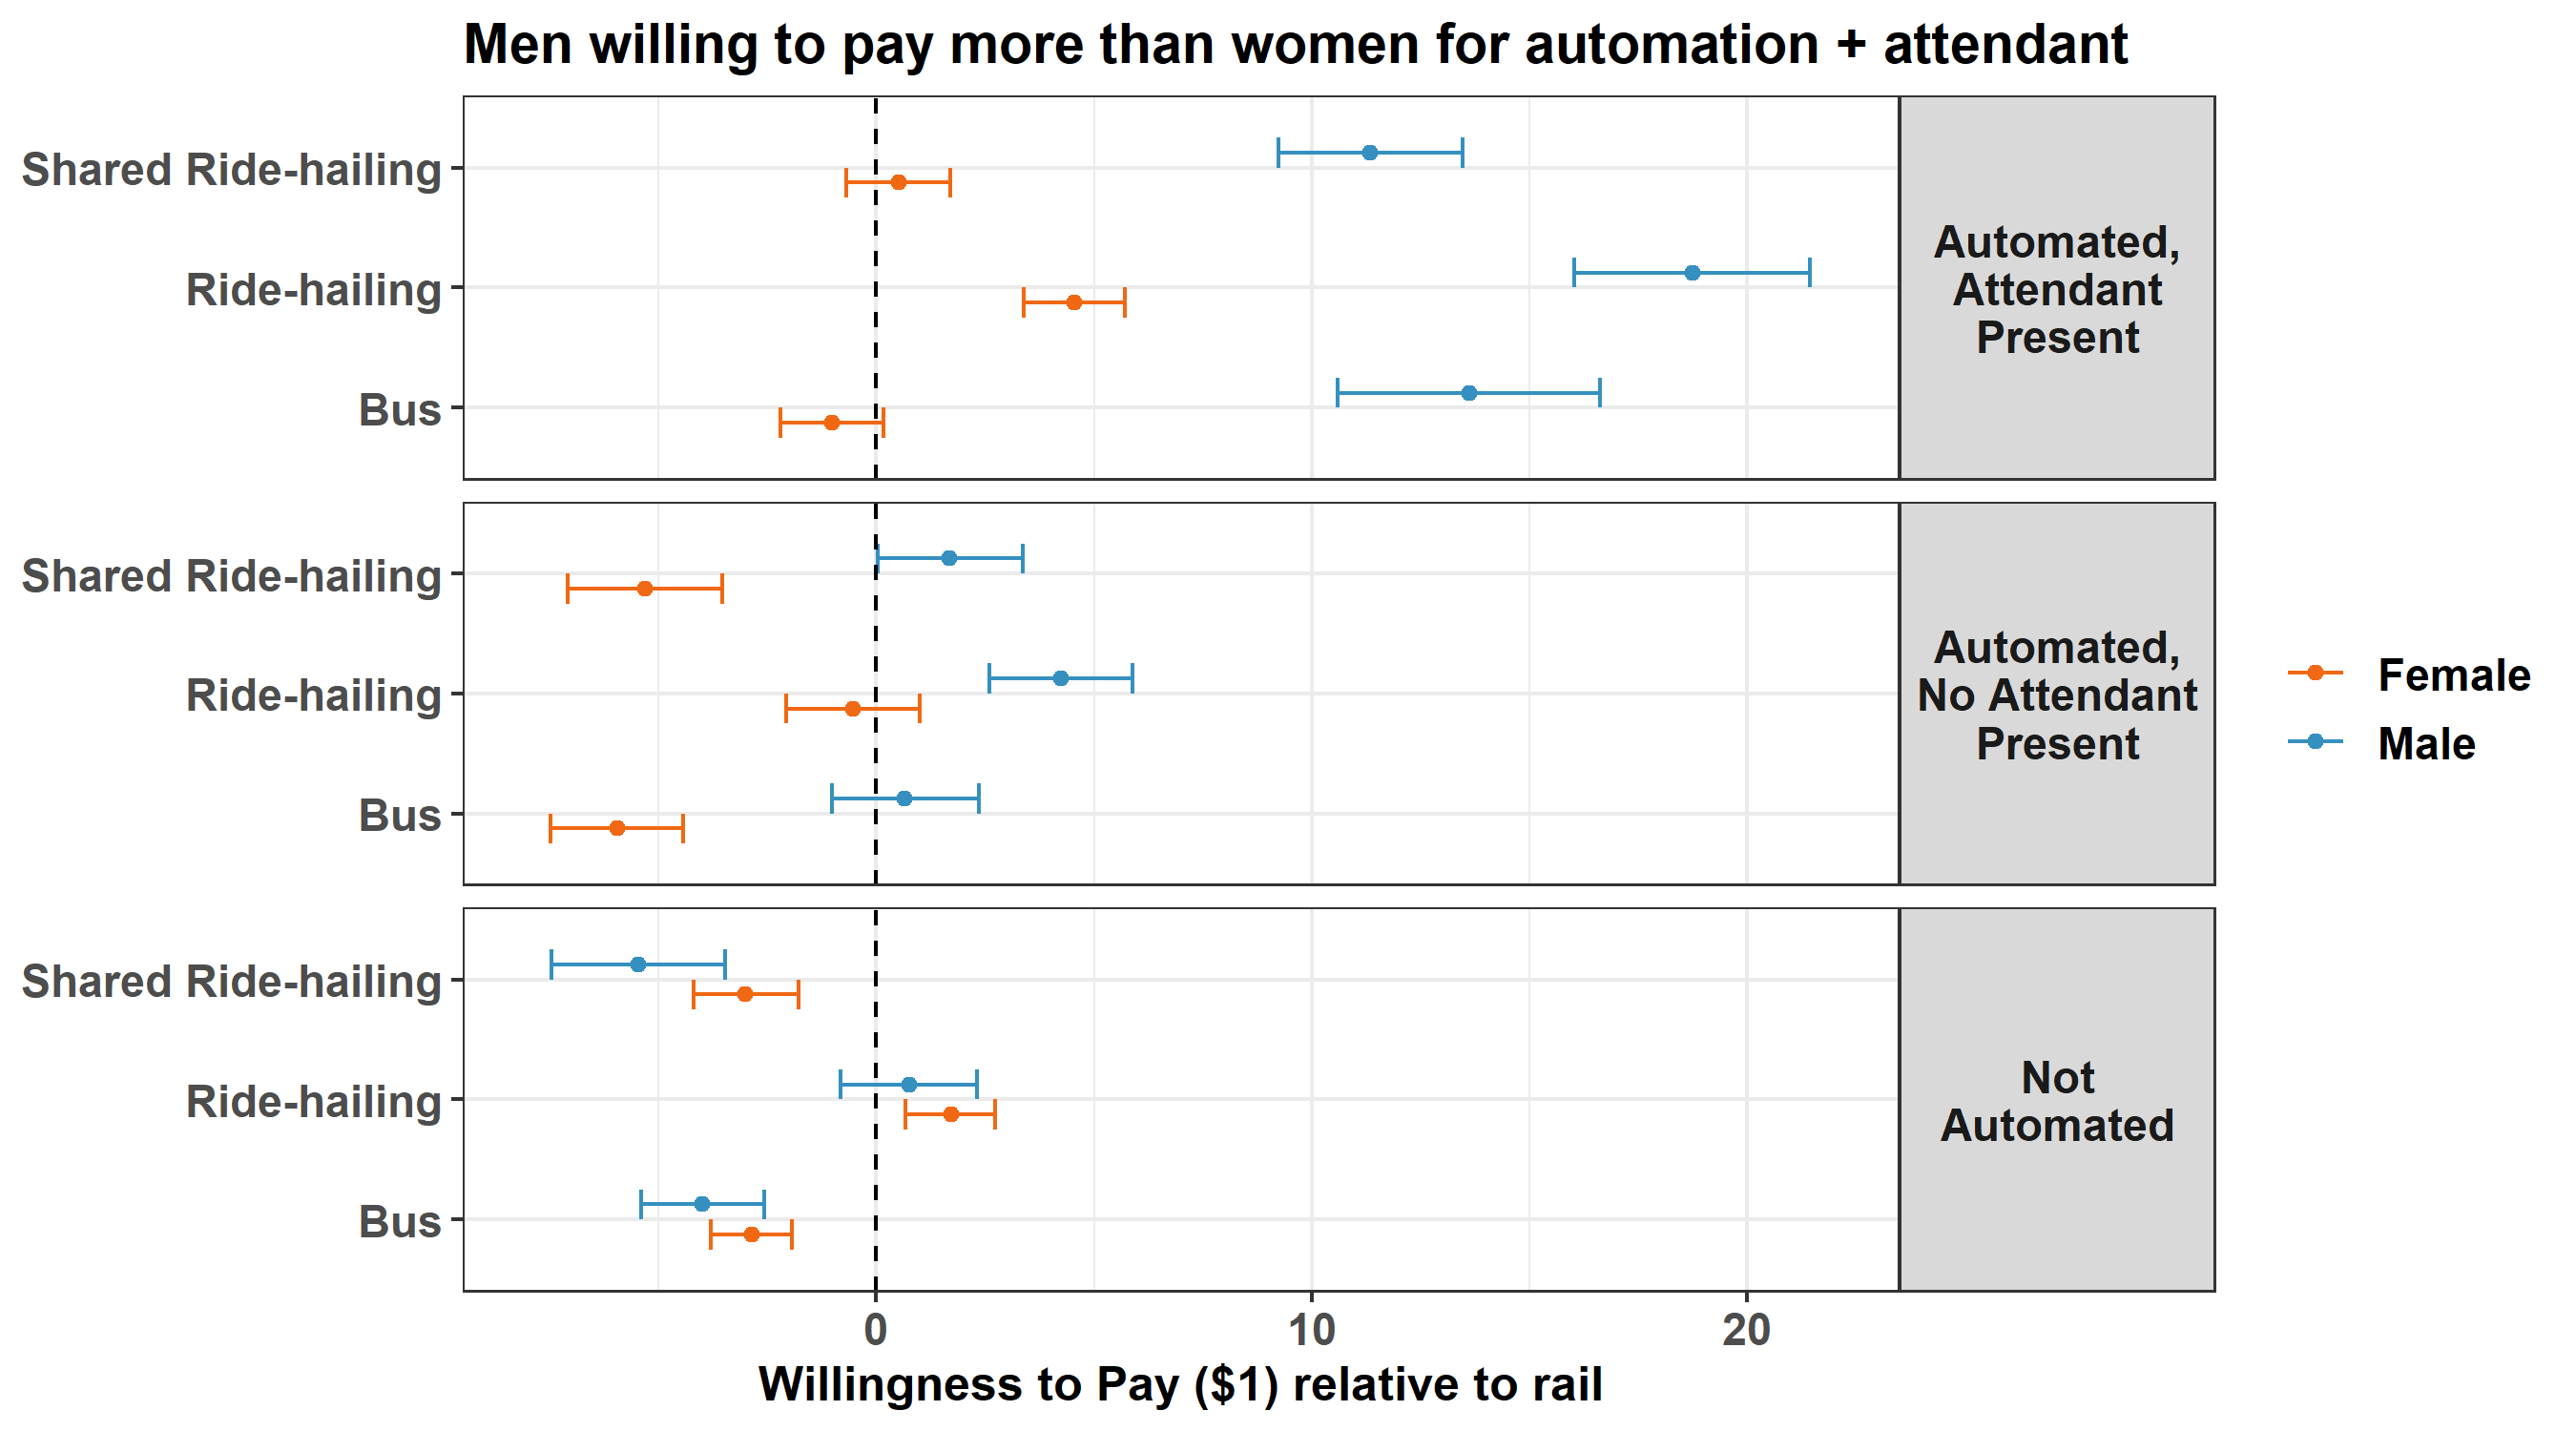 Men willing to pay more than women for automation + attendant
Shared Ride-hailing
Ride-hailing
Bus
Automated,
Attendant
Present
Shared Ride-hailing
Ride-hailing
Bus
Automated,
No Attendant
Present
Shared Ride-hailing
Ride-hailing
Bus
Not
Automated
0 10 20
Willingness to Pay ($1) relative to rail
Female
Male